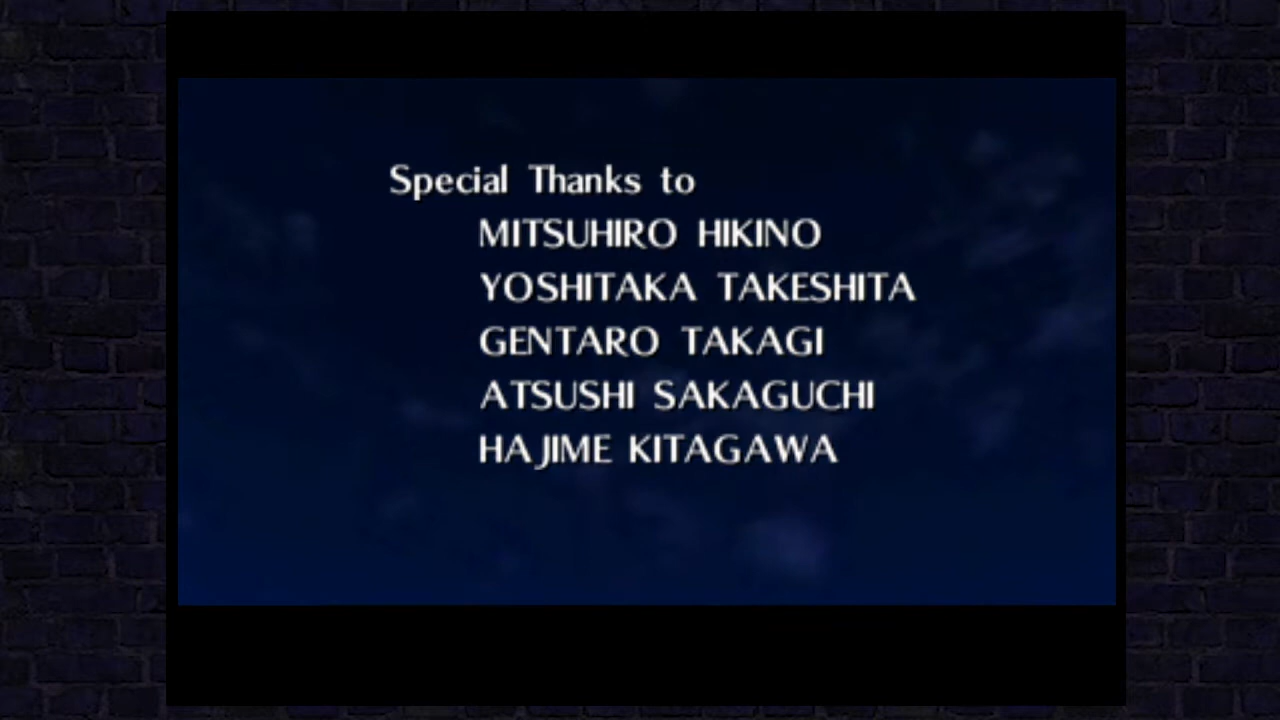 Special Thanks to
MITSUHIRO HIKINO
YOSHITAKA TAKESHITA
GENTARO TAKAGI
ATSUSHI SAKAGUCHI
HAJIME KITAGAWA